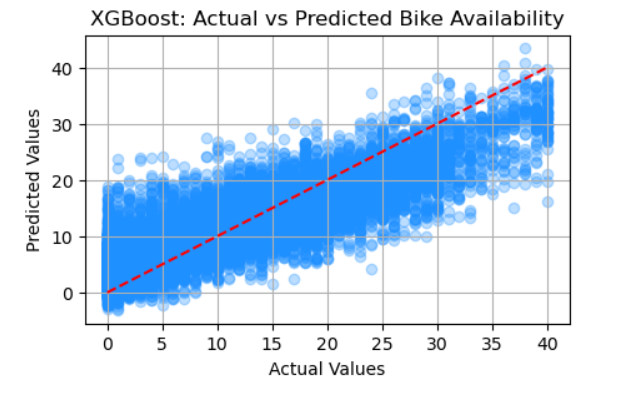 XGBoost: Actual vs Predicted Bike Availability
Predicted Values
40
30
20
10
0
0 5 10 15 20 25 30 35 40
Actual Values